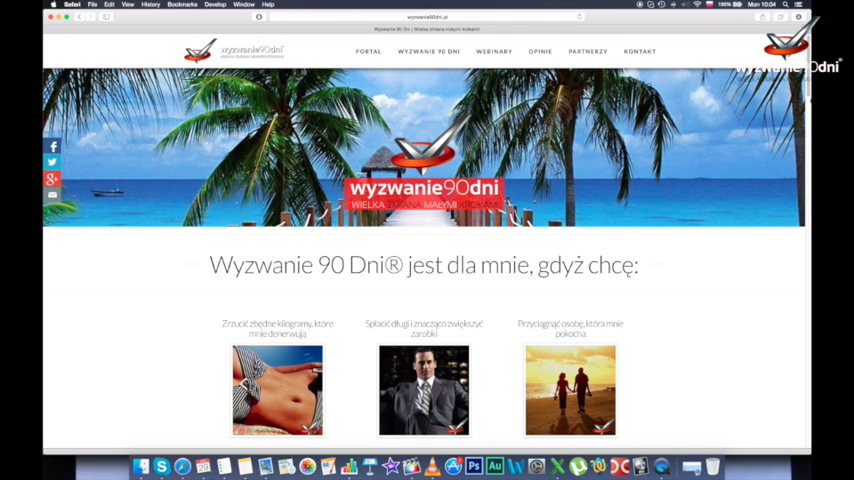 Safari File Edit View History Bookmarks Develop Window Help
100% Mon 10:04
wyzwanie90dni.pl
Wyzwanie 90 Dni | Wielka zmiana małymi krokami!
wyzwanie90dni®
PORTAL WYZWANIE 90 DNI WEBINARY OPINIE PARTNERZY KONTAKT
wyzwanie90dni®
wyzwanie90dni
WIELKA ZMIANA MAŁYMI KROKAMI
Wyzwanie 90 Dni® jest dla mnie, gdyż chcę:
Zrzucić zbędne kilogramy, które
mnie denerwują
Spłacić długi i znacząco zwiększyć
zarobki
Przyciągnąć osobę, która mnie
pokocha